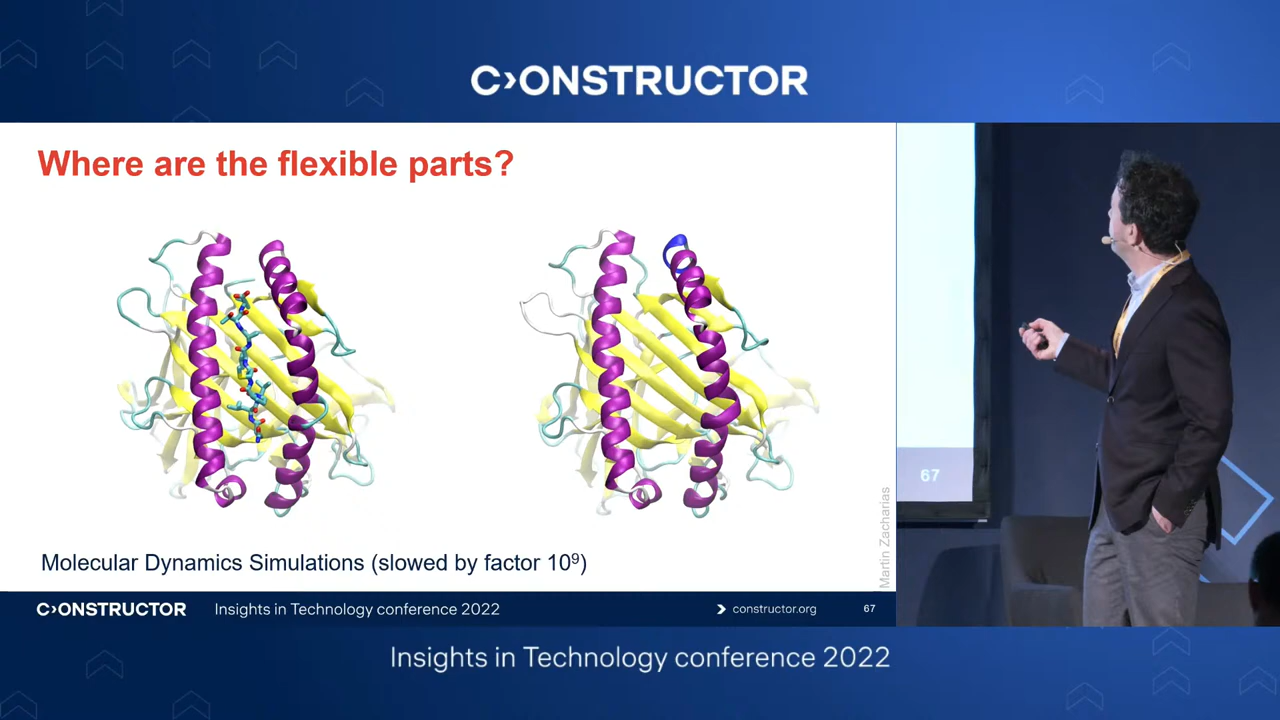 C›ONSTRUCTOR
Where are the flexible parts?
Molecular Dynamics Simulations (slowed by factor 10⁹)
Martin Zacharias
67
C›ONSTRUCTOR
Insights in Technology conference 2022
constructor.org
67
Insights in Technology conference 2022